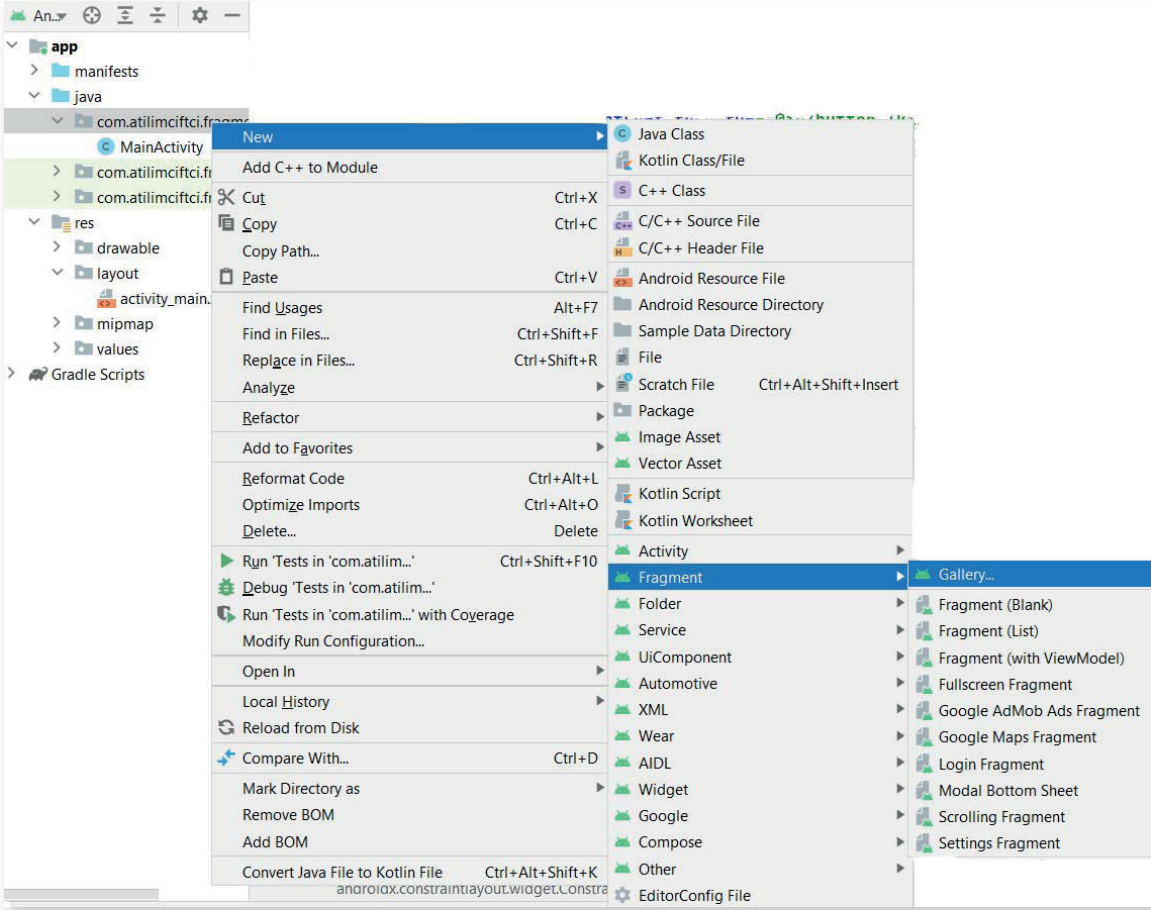 An..
app
manifests
java
com.atilimciftci.fragme
MainActivity
com.atilimciftci.f
com.atilimciftci.f
res
drawable
layout
activity_main.
mipmap
values
Gradle Scripts
New
Add C++ to Module
Cut Ctrl+X
Copy Ctrl+C
Copy Path...
Paste Ctrl+V
Find Usages Alt+F7
Find in Files... Ctrl+Shift+F
Replace in Files... Ctrl+Shift+R
Analyze
Refactor
Add to Favorites
Reformat Code Ctrl+Alt+L
Optimize Imports Ctrl+Alt+O
Delete... Delete
Run 'Tests in 'com.atilim...' Ctrl+Shift+F10
Debug 'Tests in 'com.atilim...'
Run 'Tests in 'com.atilim...' with Coverage
Modify Run Configuration...
Open In
Local History
Reload from Disk
Compare With... Ctrl+D
Mark Directory as
Remove BOM
Add BOM
Convert Java File to Kotlin File Ctrl+Alt+Shift+K
androidx.constraintlayout.widget.Constra
Java Class
Kotlin Class/File
C++ Class
C/C++ Source File
C/C++ Header File
Android Resource File
Android Resource Directory
Sample Data Directory
File
Scratch File Ctrl+Alt+Shift+Insert
Package
Image Asset
Vector Asset
Kotlin Script
Kotlin Worksheet
Activity
Fragment
Folder
Service
UiComponent
Automotive
XML
Wear
AIDL
Widget
Google
Compose
Other
EditorConfig File
Gallery...
Fragment (Blank)
Fragment (List)
Fragment (with ViewModel)
Fullscreen Fragment
Google AdMob Ads Fragment
Google Maps Fragment
Login Fragment
Modal Bottom Sheet
Scrolling Fragment
Settings Fragment